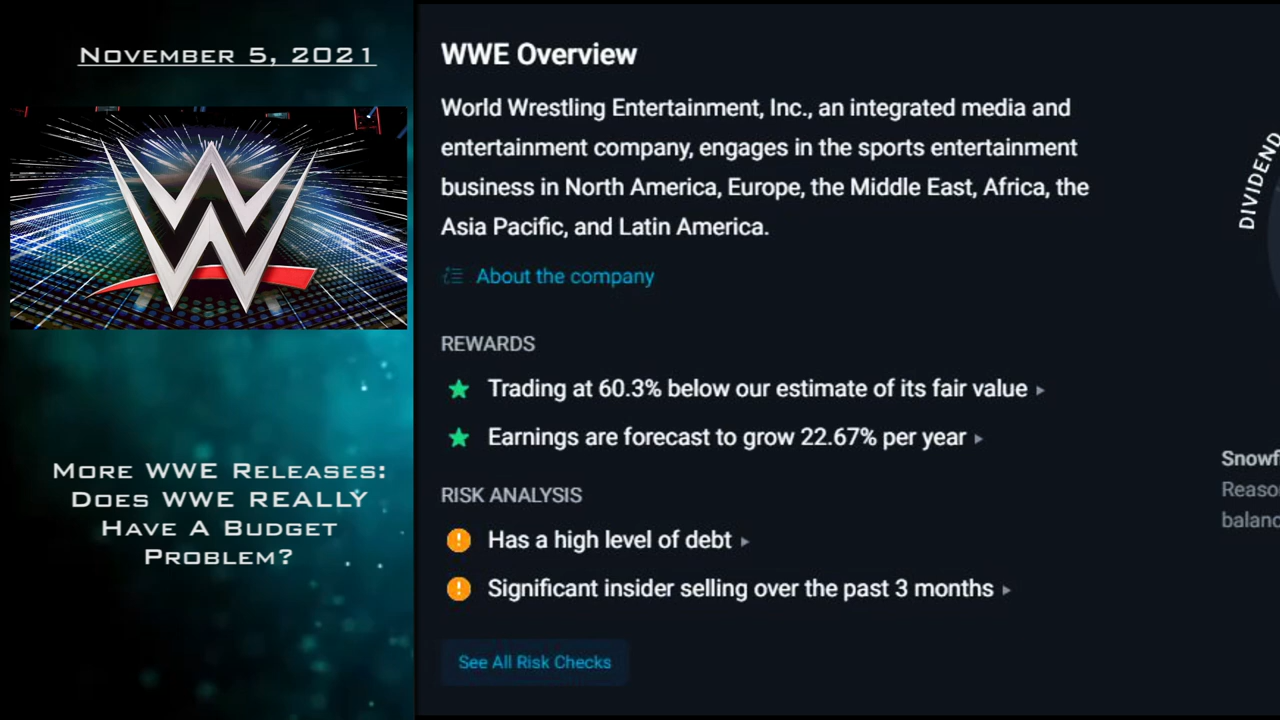 November 5, 2021
More WWE Releases:
Does WWE REALLY
Have A Budget
Problem?
WWE Overview
World Wrestling Entertainment, Inc., an integrated media and
entertainment company, engages in the sports entertainment
business in North America, Europe, the Middle East, Africa, the
Asia Pacific, and Latin America.
About the company
REWARDS
Trading at 60.3% below our estimate of its fair value
Earnings are forecast to grow 22.67% per year
RISK ANALYSIS
Has a high level of debt
Significant insider selling over the past 3 months
See All Risk Checks
DIVIDEND
Snowf
Reaso
balanc